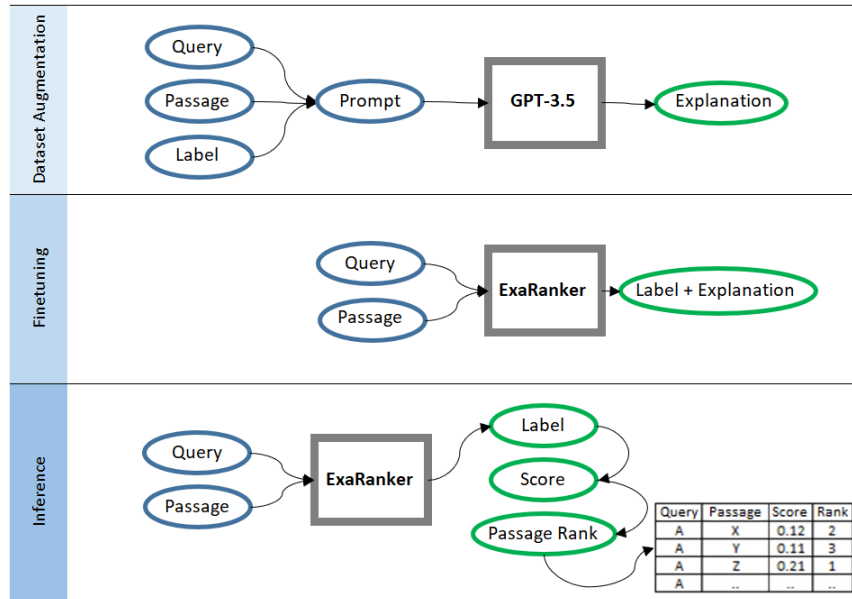 Dataset Augmentation
Query
Passage
Label
Prompt
GPT-3.5
Explanation
Finetuning
Query
Passage
ExaRanker
Label + Explanation
Inference
Query
Passage
ExaRanker
Label
Score
Passage Rank
Query Passage Score Rank
A X 0.12 2
A Y 0.11 3
A Z 0.21 1
A .. .. ..